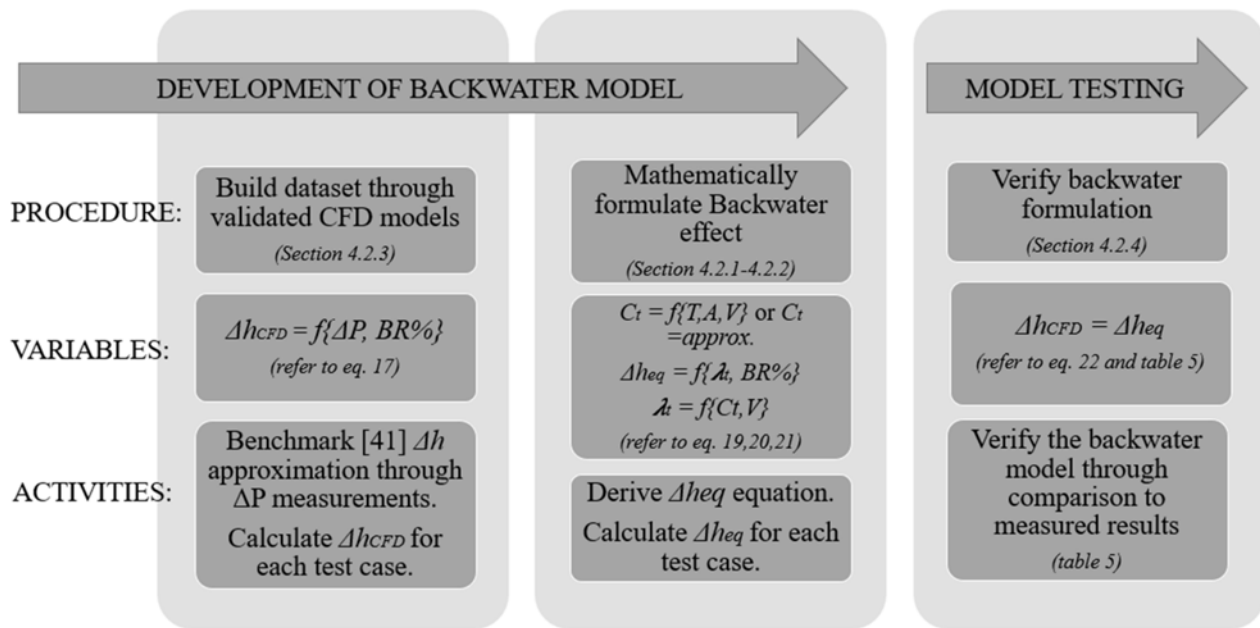 DEVELOPMENT OF BACKWATER MODEL
MODEL TESTING
PROCEDURE:
Build dataset through
validated CFD models
(Section 4.2.3)
Mathematically
formulate Backwater
effect
(Section 4.2.1-4.2.2)
Verify backwater
formulation
(Section 4.2.4)
VARIABLES:
ΔhCFD = f{ΔP, BR%}
(refer to eq. 17)
Ct = f{T,A,V} or Ct
=approx.
Δheq = f{λt, BR%}
λt = f{Ct,V}
(refer to eq. 19,20,21)
ΔhCFD = Δheq
(refer to eq. 22 and table 5)
ACTIVITIES:
Benchmark [41] Δh
approximation through
ΔP measurements.
Calculate ΔhCFD for
each test case.
Derive Δheq equation.
Calculate Δheq for each
test case.
Verify the backwater
model through
comparison to
measured results
(table 5)